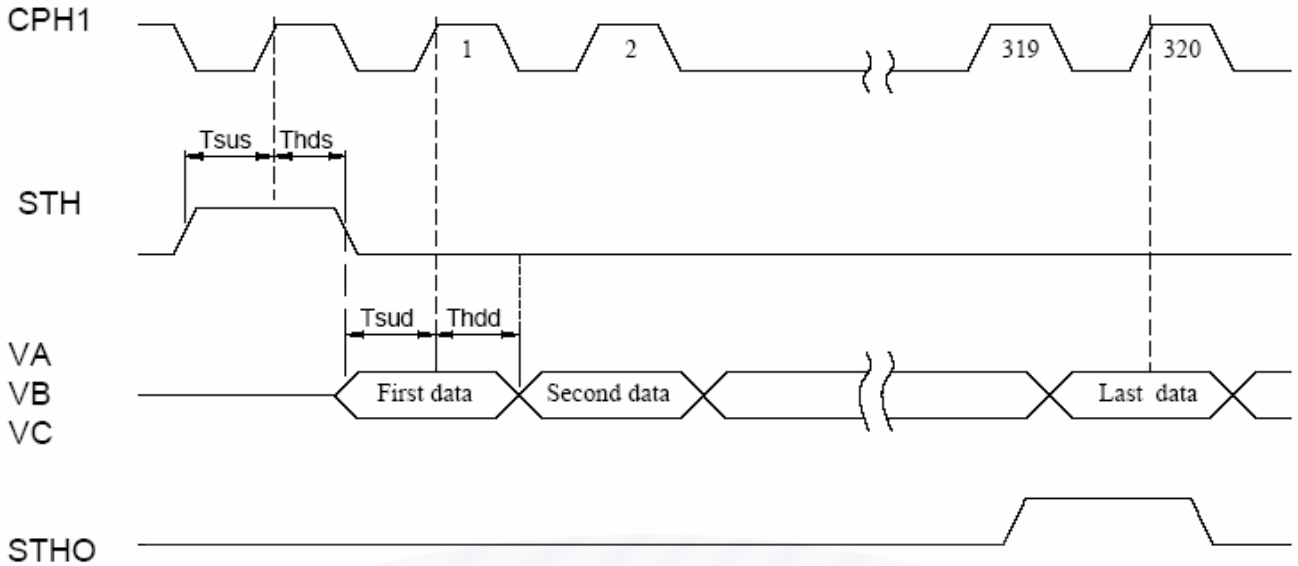 CPH1
1
2
319
320
Tsus
Thds
STH
Tsud
Thdd
VA
VB
VC
First data
Second data
Last data
STHO